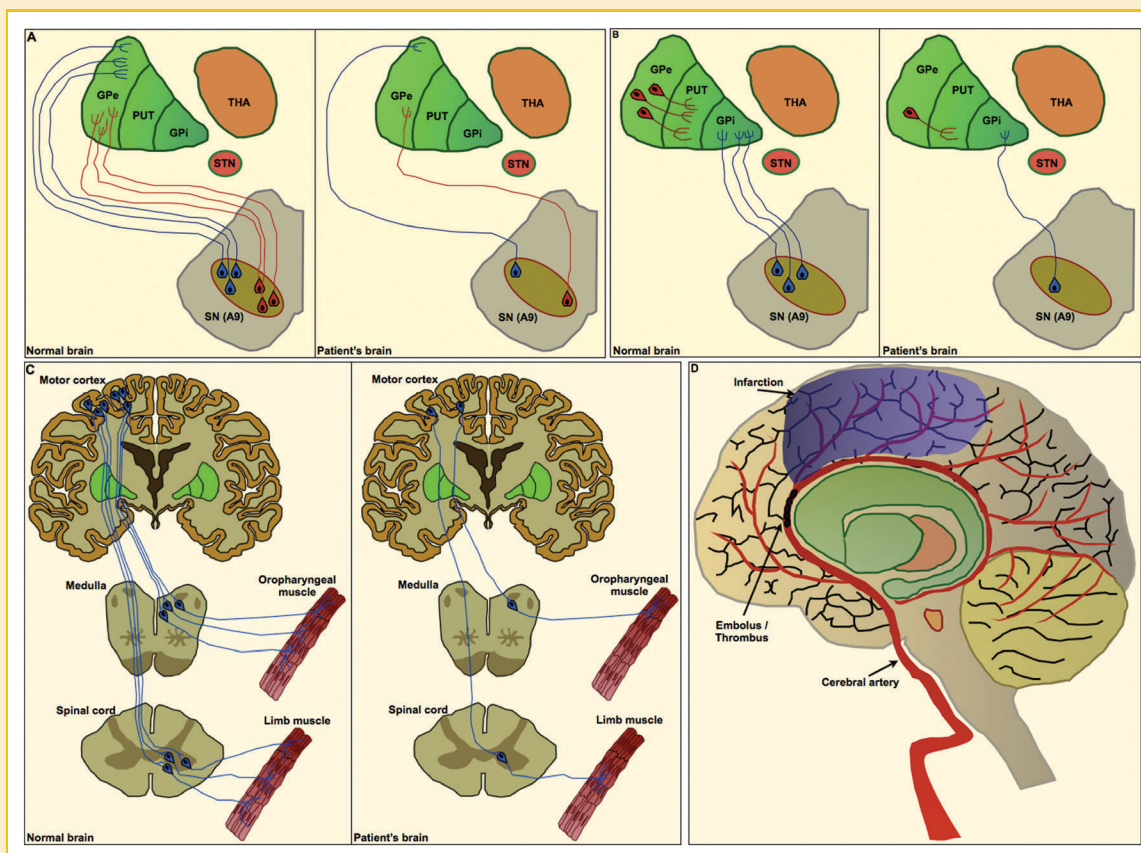 A
GPe
PUT
GPi
THA
STN
SN (A9)
Normal brain
GPe
PUT
GPi
THA
STN
SN (A9)
Patient's brain
B
GPe
PUT
GPi
THA
STN
SN (A9)
Normal brain
GPe
PUT
GPi
THA
STN
SN (A9)
Patient's brain
C
Motor cortex
Medulla
Oropharyngeal
muscle
Spinal cord
Limb muscle
Normal brain
Motor cortex
Medulla
Oropharyngeal
muscle
Spinal cord
Limb muscle
Patient's brain
D
Infarction
Embolus /
Thrombus
Cerebral artery